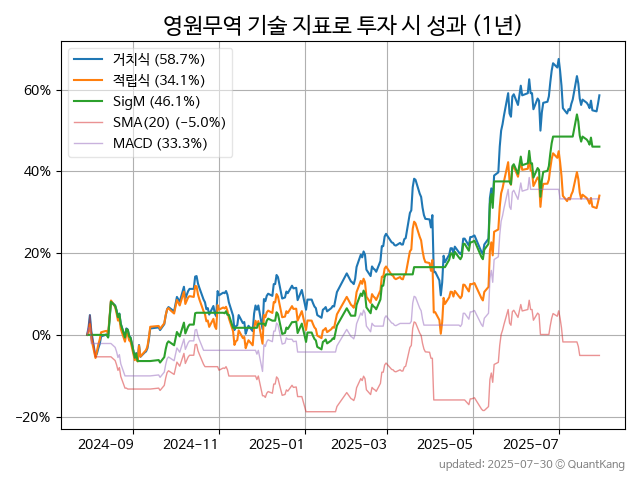 영원무역 기술 지표로 투자 시 성과 (1년)
거치식 (58.7%)
적립식 (34.1%)
SigM (46.1%)
SMA(20) (-5.0%)
MACD (33.3%)
60%
40%
20%
0%
-20%
2024-09 2024-11 2025-01 2025-03 2025-05 2025-07
updated: 2025-07-30 © QuantKang